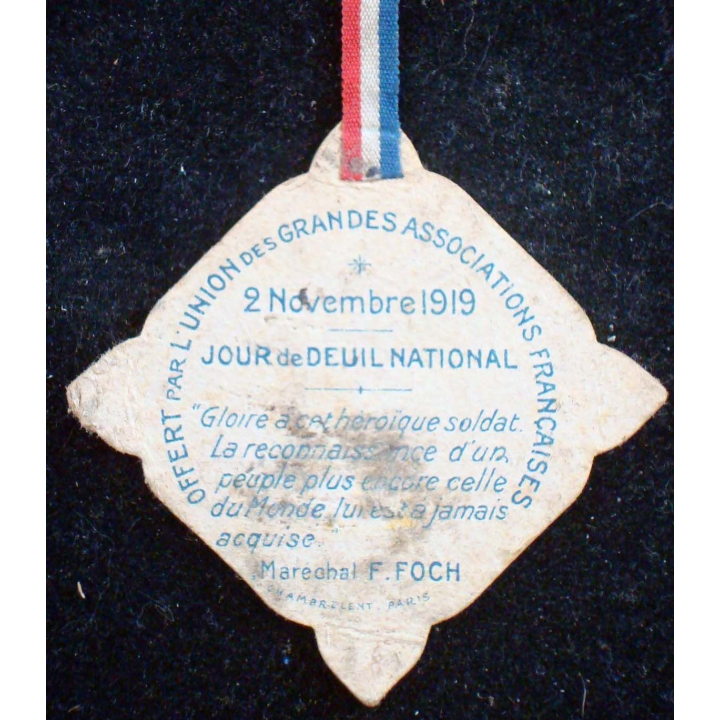 OFFERT PAR L'UNION DES GRANDES ASSOCIATIONS FRANÇAISES
2 Novembre 1919
JOUR de DEUIL NATIONAL
"Gloire à cet héroïque soldat.
La reconnaissance d'un
peuple plus encore celle
du Monde lui est à jamais
acquise."
Maréchal F. FOCH
CHAMBRELENT. PARIS